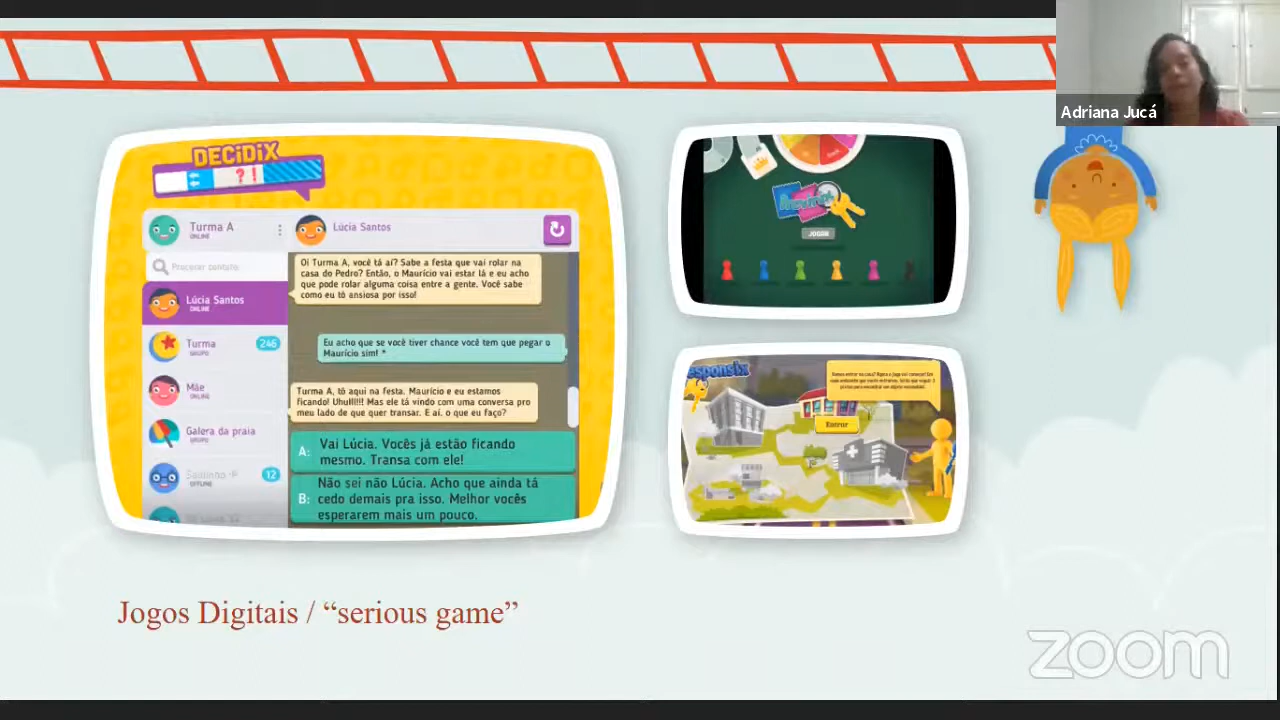 Adriana Jucá
DECIDIX
? !
Turma A
ONLINE
Procurar contato
Lúcia Santos
ONLINE
Turma
GRUPO
246
Mãe
ONLINE
Galera da praia
GRUPO
12
OFFLINE
Lúcia Santos
Oi Turma A, você tá aí? Sabe a festa que vai rolar na
casa do Pedro? Então, o Maurício vai estar lá e eu acho
que pode rolar alguma coisa entre a gente. Você sabe
como eu tô ansiosa por isso!
Eu acho que se você tiver chance você tem que pegar o
Maurício sim! *
Turma A, tô aqui na festa. Maurício e eu estamos
ficando! Uhull!!!! Mas ele tá vindo com uma conversa pro
meu lado de que quer transar. E aí. o que eu faço?
A:
Vai Lúcia. Vocês já estão ficando
mesmo. Transa com ele!
B:
Não sei não Lúcia. Acho que ainda tá
cedo demais pra isso. Melhor vocês
esperarem mais um pouco.
JOGAR
esponsix
Entrar
Jogos Digitais / “serious game”
zoom